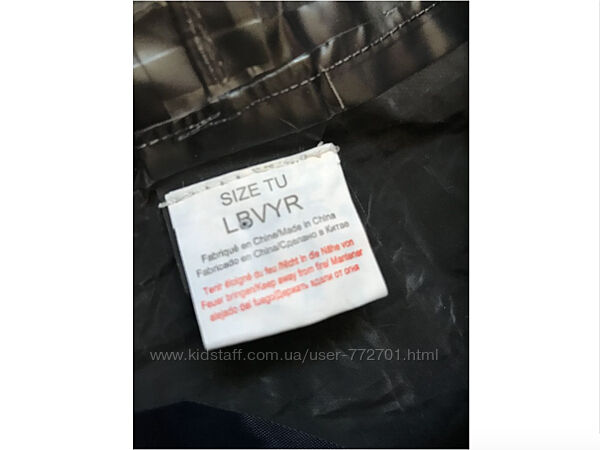 SIZE TU
LBVYR
Fabriqué en Chine/Made in China
Fabricado en China/Сделано в Китае
Tenir éloigné du feu /Nicht in die Nähe von
Feuer bringen/Keep away from fire/ Mantener
alejado del fuego/Держать вдали от огня
www.kidstaff.com.ua/user-772701.html